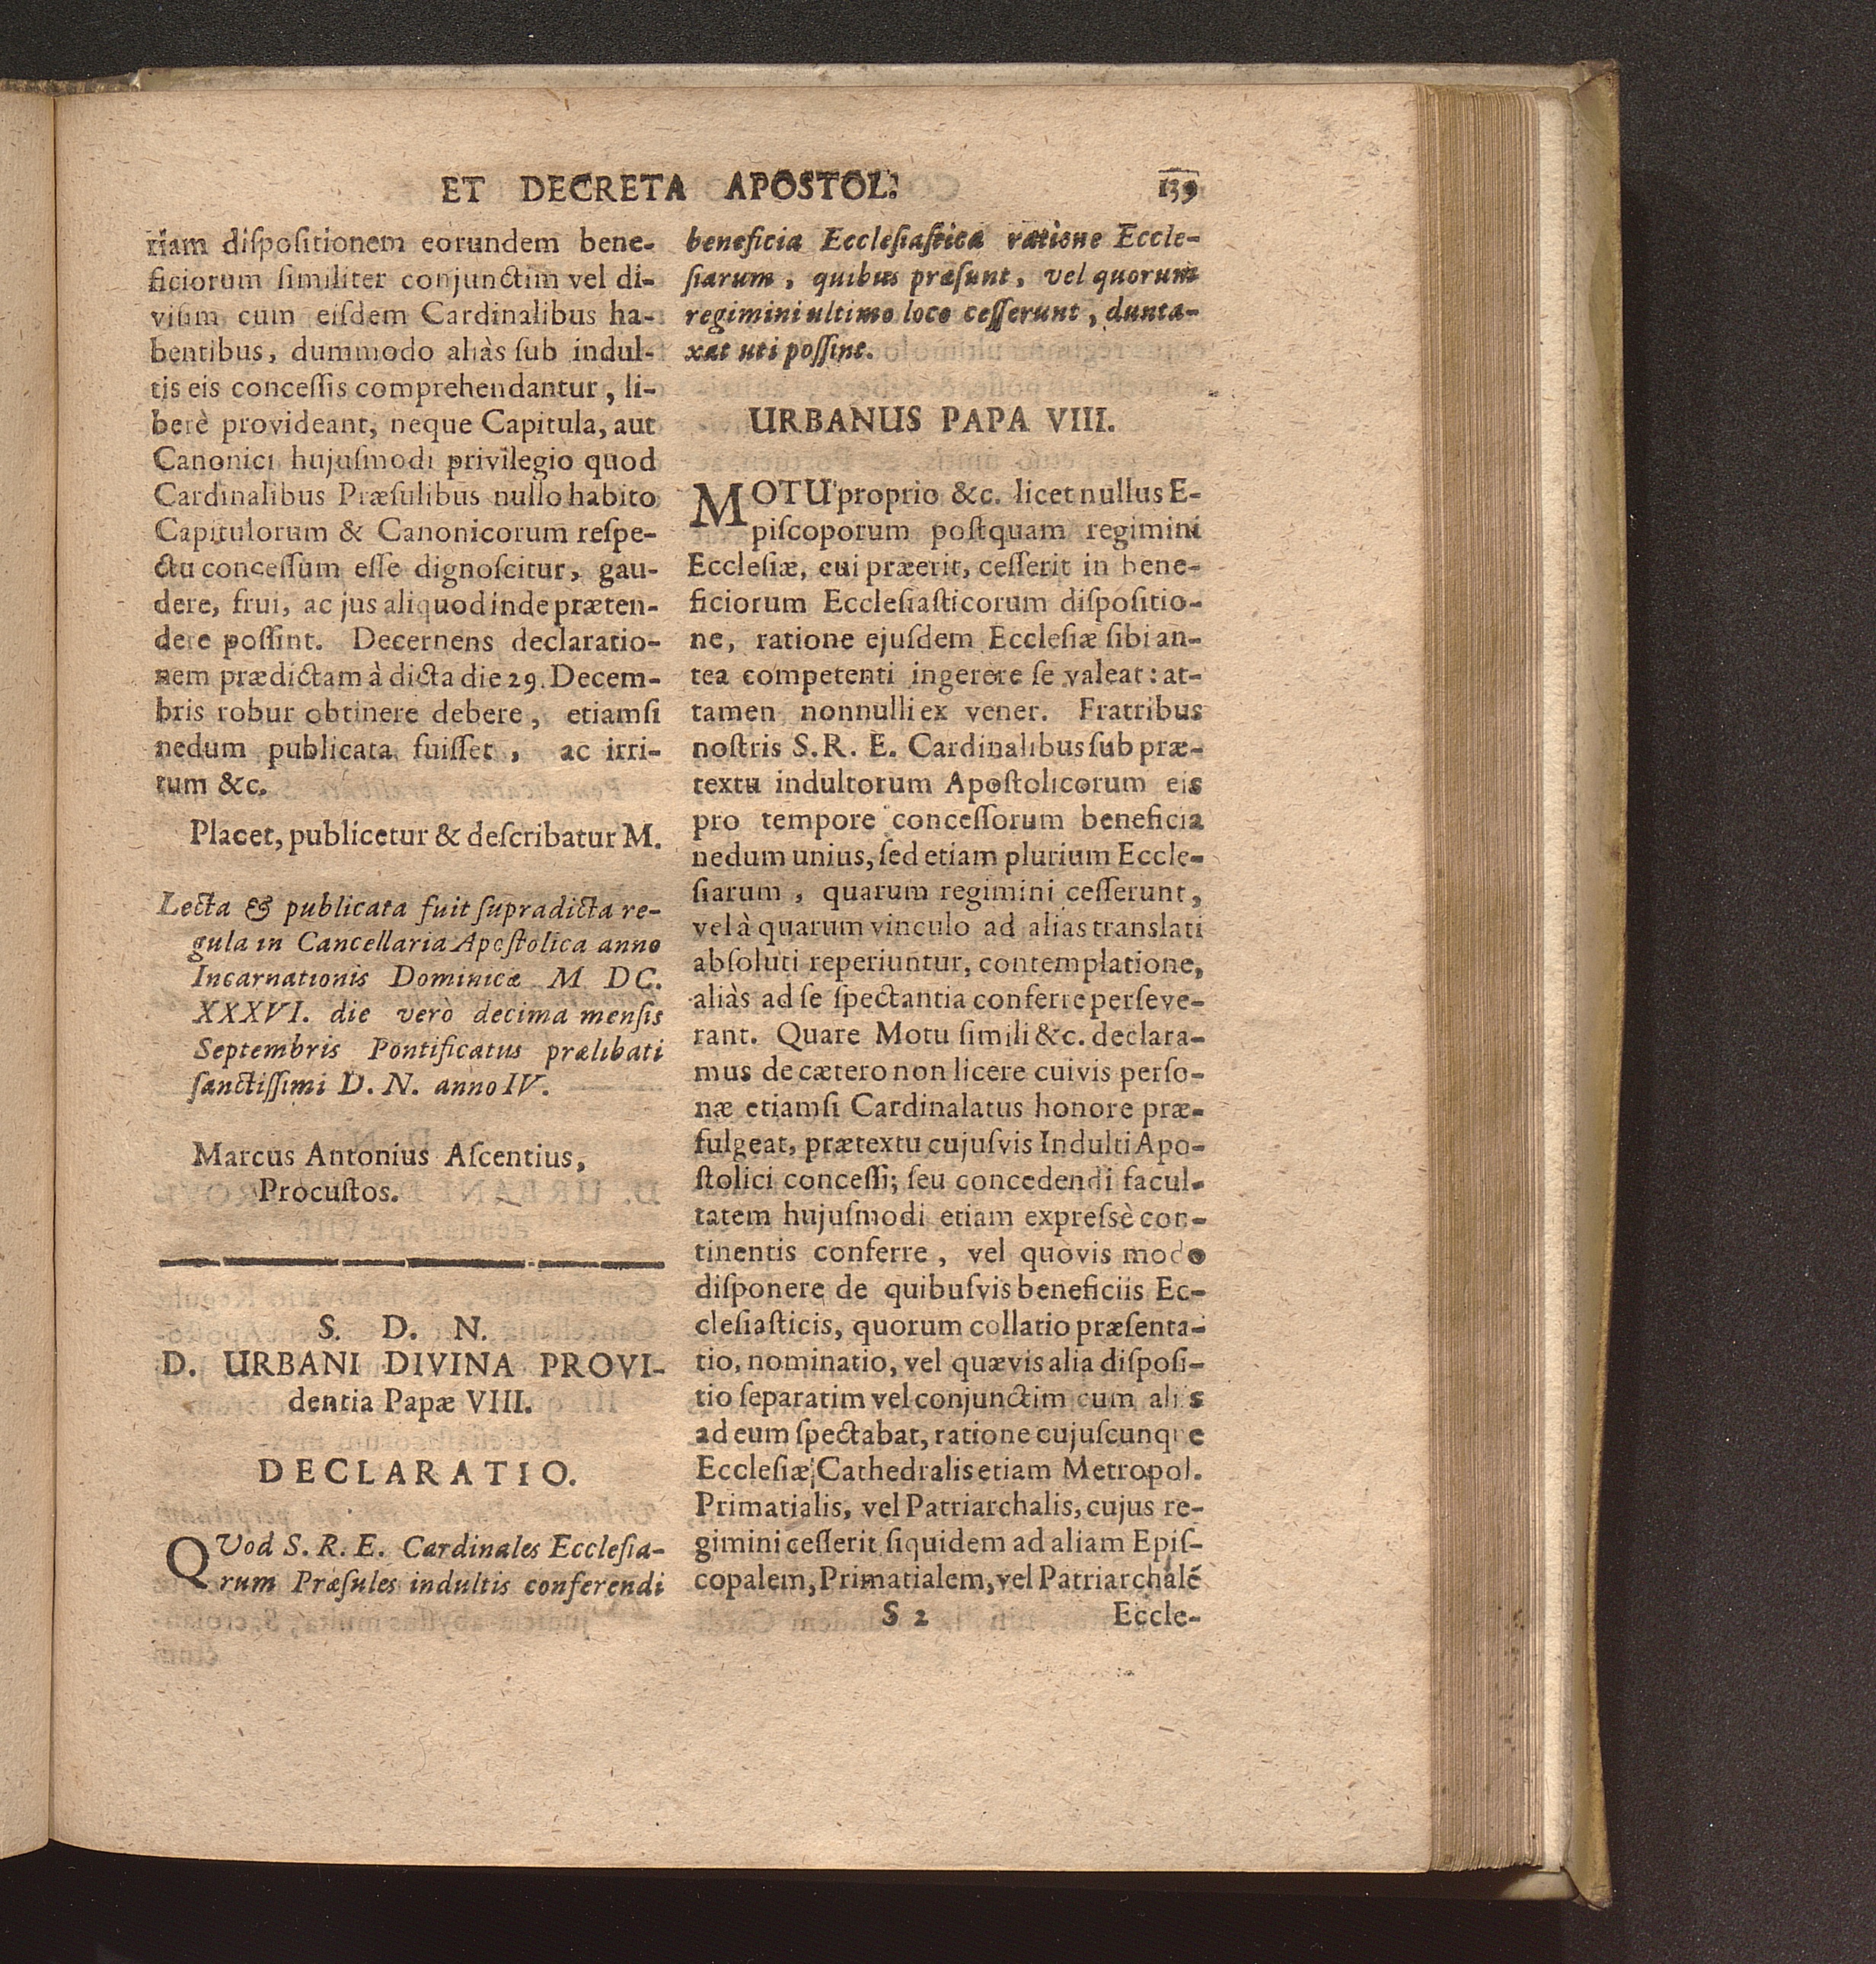 ET DECRETA APOSTOL. 139
riam diſpoſitionem eorundem bene-
ficiorum ſimiliter conjunctim vel di-
viſim cum eiſdem Cardinalibus ha-
bentibus, dummodo aliàs ſub indul-
tis eis conceſſis comprehendantur, li-
berè provideant, neque Capitula, aut
Canonici hujuſmodi privilegio quod
Cardinalibus Præſulibus nullo habito
Capitulorum & Canonicorum reſpe-
ctu conceſſum eſſe dignoſcitur, gau-
dere, frui, ac jus aliquod inde præten-
dere poſſint. Decernens declaratio-
nem prædictam à dicta die 29. Decem-
bris robur obtinere debere, etiamſi
nedum publicata fuiſſet, ac irri-
tum &c.
Placet, publicetur & deſcribatur M.
Lecta & publicata fuit ſupradicta re-
gula in Cancellaria Apoſtolica anno
Incarnationis Dominicæ M DC.
XXXVI. die verò decima menſis
Septembris Pontificatus prælibati
ſanctiſſimi D. N. anno IV.
Marcus Antonius Aſcentius,
Procuſtos.
S. D. N.
D. URBANI DIVINA PROVI-
dentia Papæ VIII.
DECLARATIO.
QUod S. R. E. Cardinales Eccleſia-
rum Præſules indultis conferendi
beneficia Eccleſiaſtica ratione Eccle-
ſiarum, quibus præſunt, vel quorum
regimini ultimo loco ceſſerunt, dunta-
xat uti poſſint.
URBANUS PAPA VIII.
MOTU proprio &c. licet nullus E-
piſcoporum poſtquam regimini
Eccleſiæ, cui præerit, ceſſerit in bene-
ficiorum Eccleſiaſticorum diſpoſitio-
ne, ratione ejuſdem Eccleſiæ ſibi an-
tea competenti ingerere ſe valeat: at-
tamen nonnulli ex vener. Fratribus
noſtris S. R. E. Cardinalibus ſub præ-
textu indultorum Apoſtolicorum eis
pro tempore conceſſorum beneficia
nedum unius, ſed etiam plurium Eccle-
ſiarum, quarum regimini ceſſerunt,
vel à quarum vinculo ad alias translati
abſoluti reperiuntur, contemplatione,
aliàs ad ſe ſpectantia conferre perſeve-
rant. Quare Motu ſimili &c. declara-
mus de cætero non licere cuivis perſo-
næ etiamſi Cardinalatus honore præ-
fulgeat, prætextu cujuſvis Indulti Apo-
ſtolici conceſſi; ſeu concedendi facul-
tatem hujuſmodi etiam expreſsè con-
tinentis conferre, vel quòvis modo
diſponere de quibuſvis beneficiis Ec-
cleſiaſticis, quorum collatio præſenta-
tio, nominatio, vel quævis alia diſpoſi-
tio ſeparatim vel conjunctim cum aliis
ad eum ſpectabat, ratione cujuſcunque
Eccleſiæ Cathedralis etiam Metropol.
Primatialis, vel Patriarchalis, cujus re-
gimini ceſſerit ſiquidem ad aliam Epiſ-
copalem, Primatialem, vel Patriarchalē
S 2 Eccle-